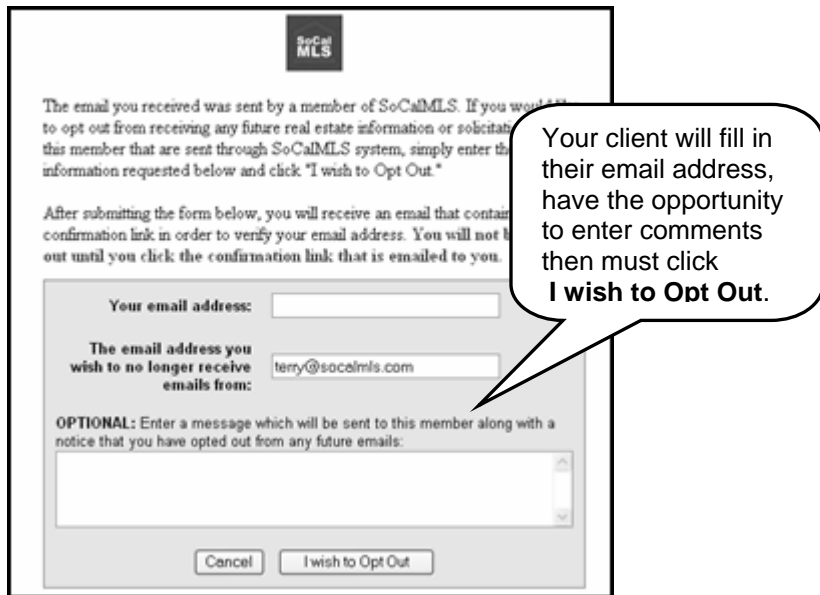 SoCal
MLS
The email you received was sent by a member of SoCalMLS. If you would
to opt out from receiving any future real estate information or
this member that are sent through SoCalMLS system, simply enter the
information requested below and click "I wish to Opt Out."
After submitting the form below, you will receive an email that
confirmation link in order to verify your email address. You will not
out until you click the confirmation link that is emailed to you.
Your client will fill in
their email address,
have the opportunity
to enter comments
then must click
I wish to Opt Out.
Your email address:
The email address you
wish to no longer receive
emails from:
terry@socalmls.com
OPTIONAL: Enter a message which will be sent to this member along with a
notice that you have opted out from any future emails:
Cancel
I wish to Opt Out